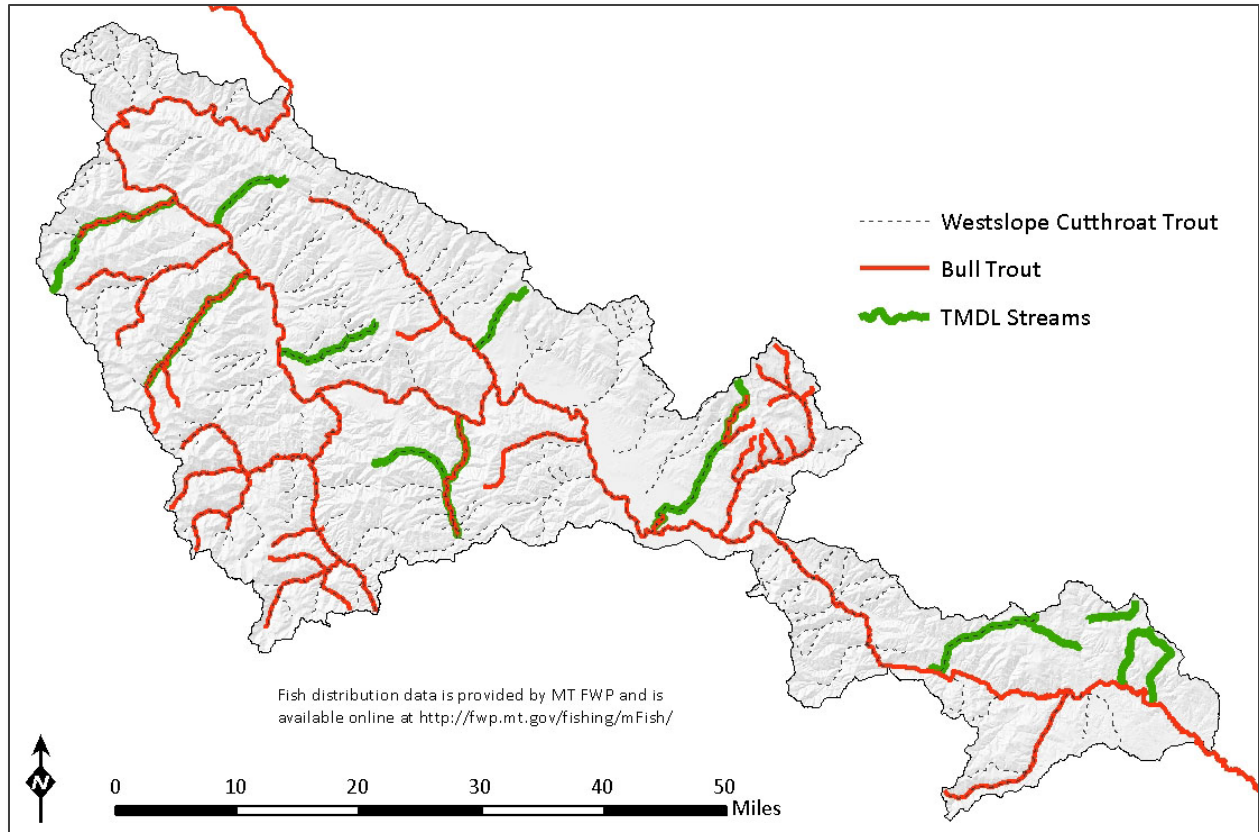 Westslope Cutthroat Trout
Bull Trout
TMDL Streams
Fish distribution data is provided by MT FWP and is
available online at http://fwp.mt.gov/fishing/mFish/
N
0 10 20 30 40 50
Miles